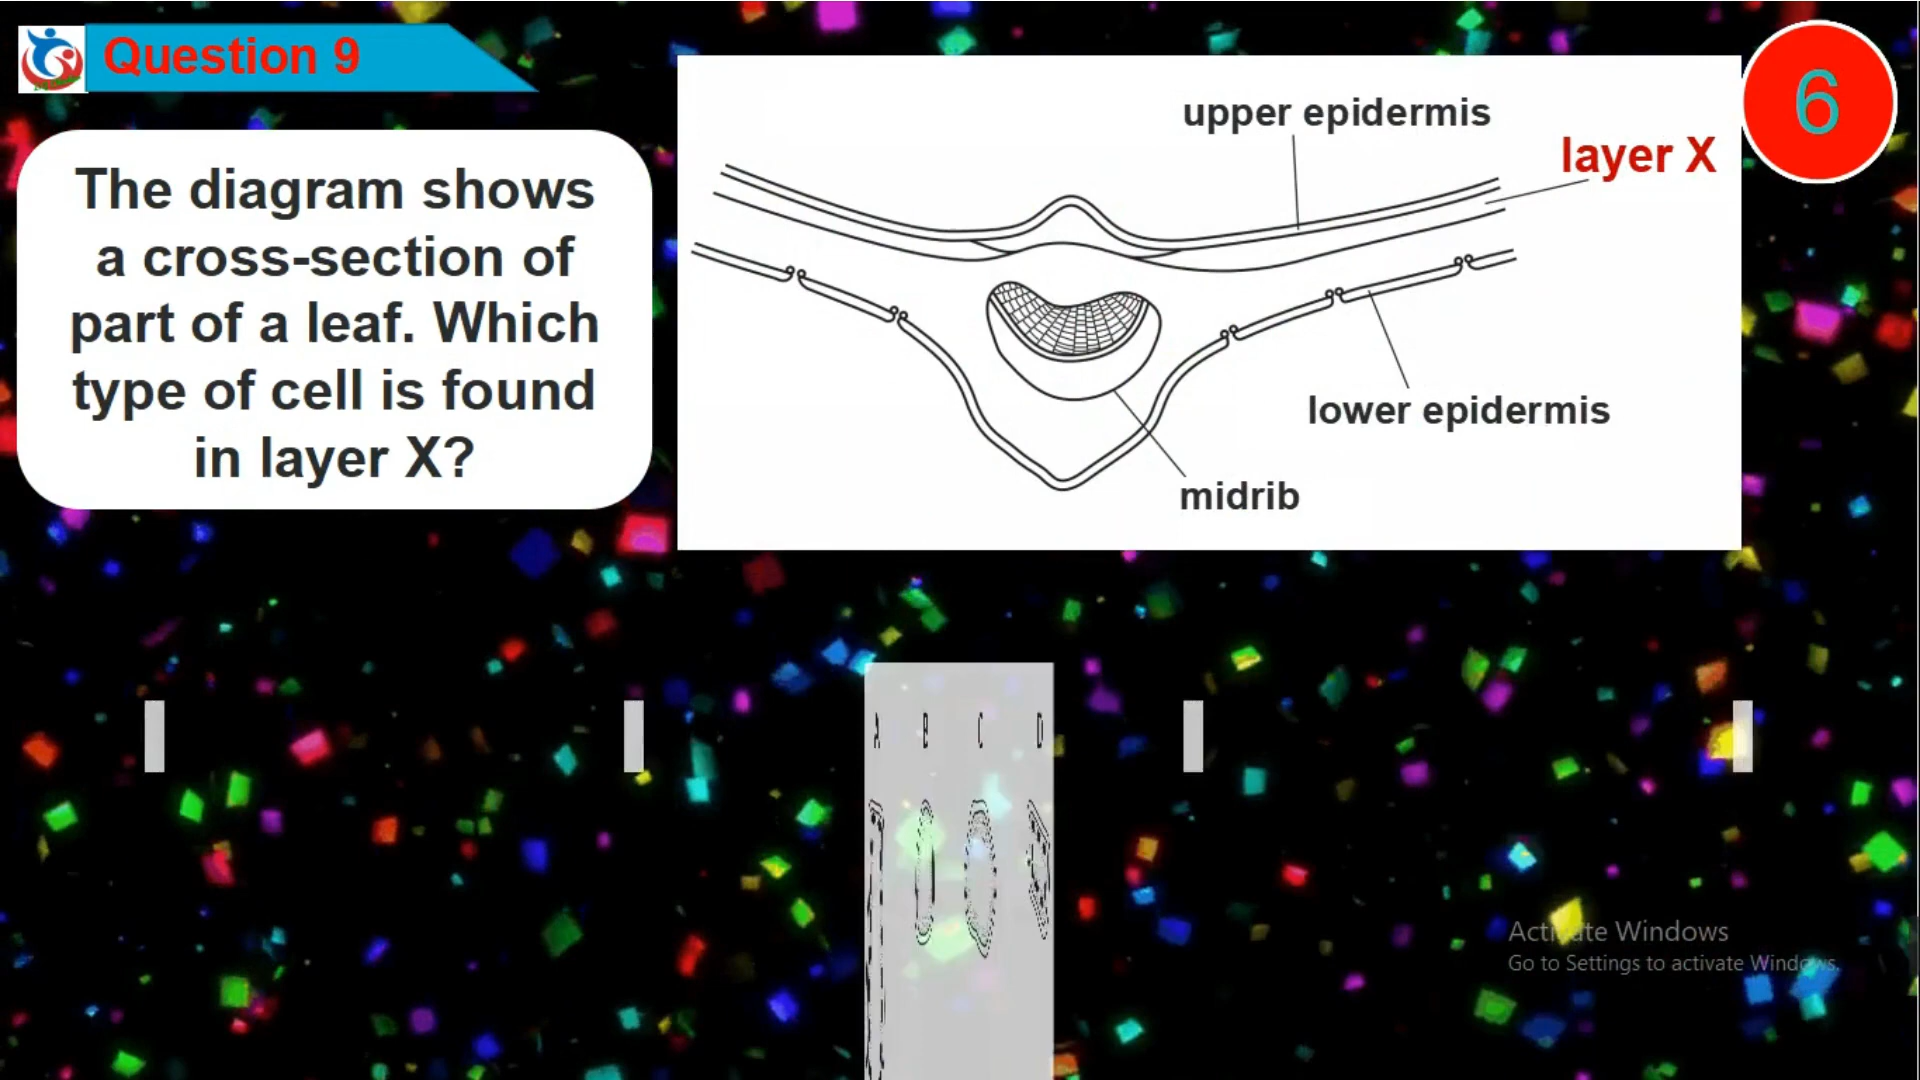 Question 9
6
The diagram shows
a cross-section of
part of a leaf. Which
type of cell is found
in layer X?
upper epidermis
layer X
lower epidermis
midrib
A B C D
Activate Windows
Go to Settings to activate Windows.